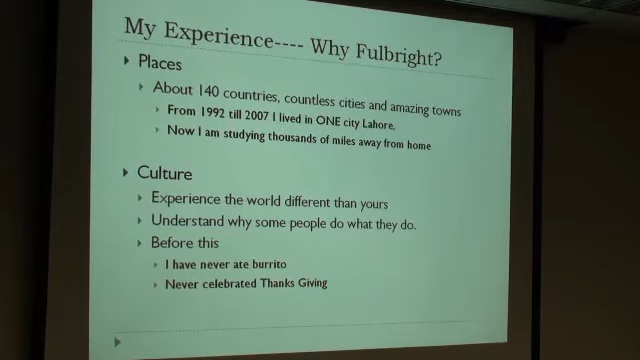 My Experience---- Why Fulbright?
Places
About 140 countries, countless cities and amazing towns
From 1992 till 2007 I lived in ONE city Lahore,
Now I am studying thousands of miles away from home
Culture
Experience the world different than yours
Understand why some people do what they do.
Before this
I have never ate burrito
Never celebrated Thanks Giving